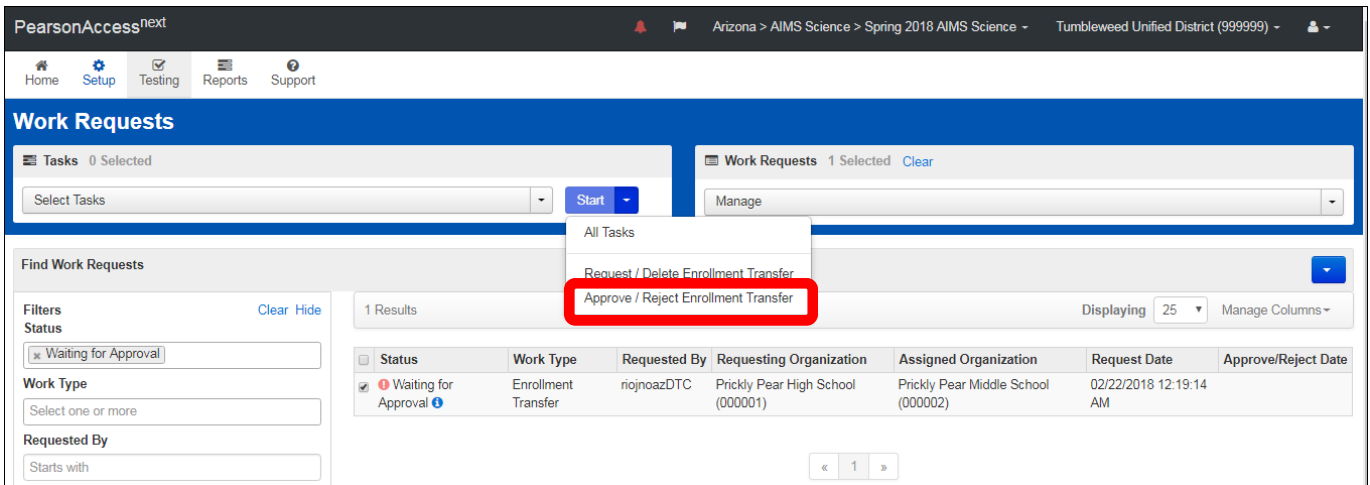 PearsonAccessnext
Arizona > AIMS Science > Spring 2018 AIMS Science
Tumbleweed Unified District (999999)
Home
Setup
Testing
Reports
Support
Work Requests
Tasks 0 Selected
Work Requests 1 Selected Clear
Select Tasks
Start
Manage
All Tasks
Request / Delete Enrollment Transfer
Approve / Reject Enrollment Transfer
Find Work Requests
Filters
Clear Hide
Status
× Waiting for Approval
Work Type
Select one or more
Requested By
Starts with
1 Results
Displaying 25
Manage Columns
Status Work Type Requested By Requesting Organization Assigned Organization Request Date Approve/Reject Date
Waiting for Enrollment riojnoazDTC Prickly Pear High School Prickly Pear Middle School 02/22/2018 12:19:14
Approval Transfer (000001) (000002) AM
« 1 »